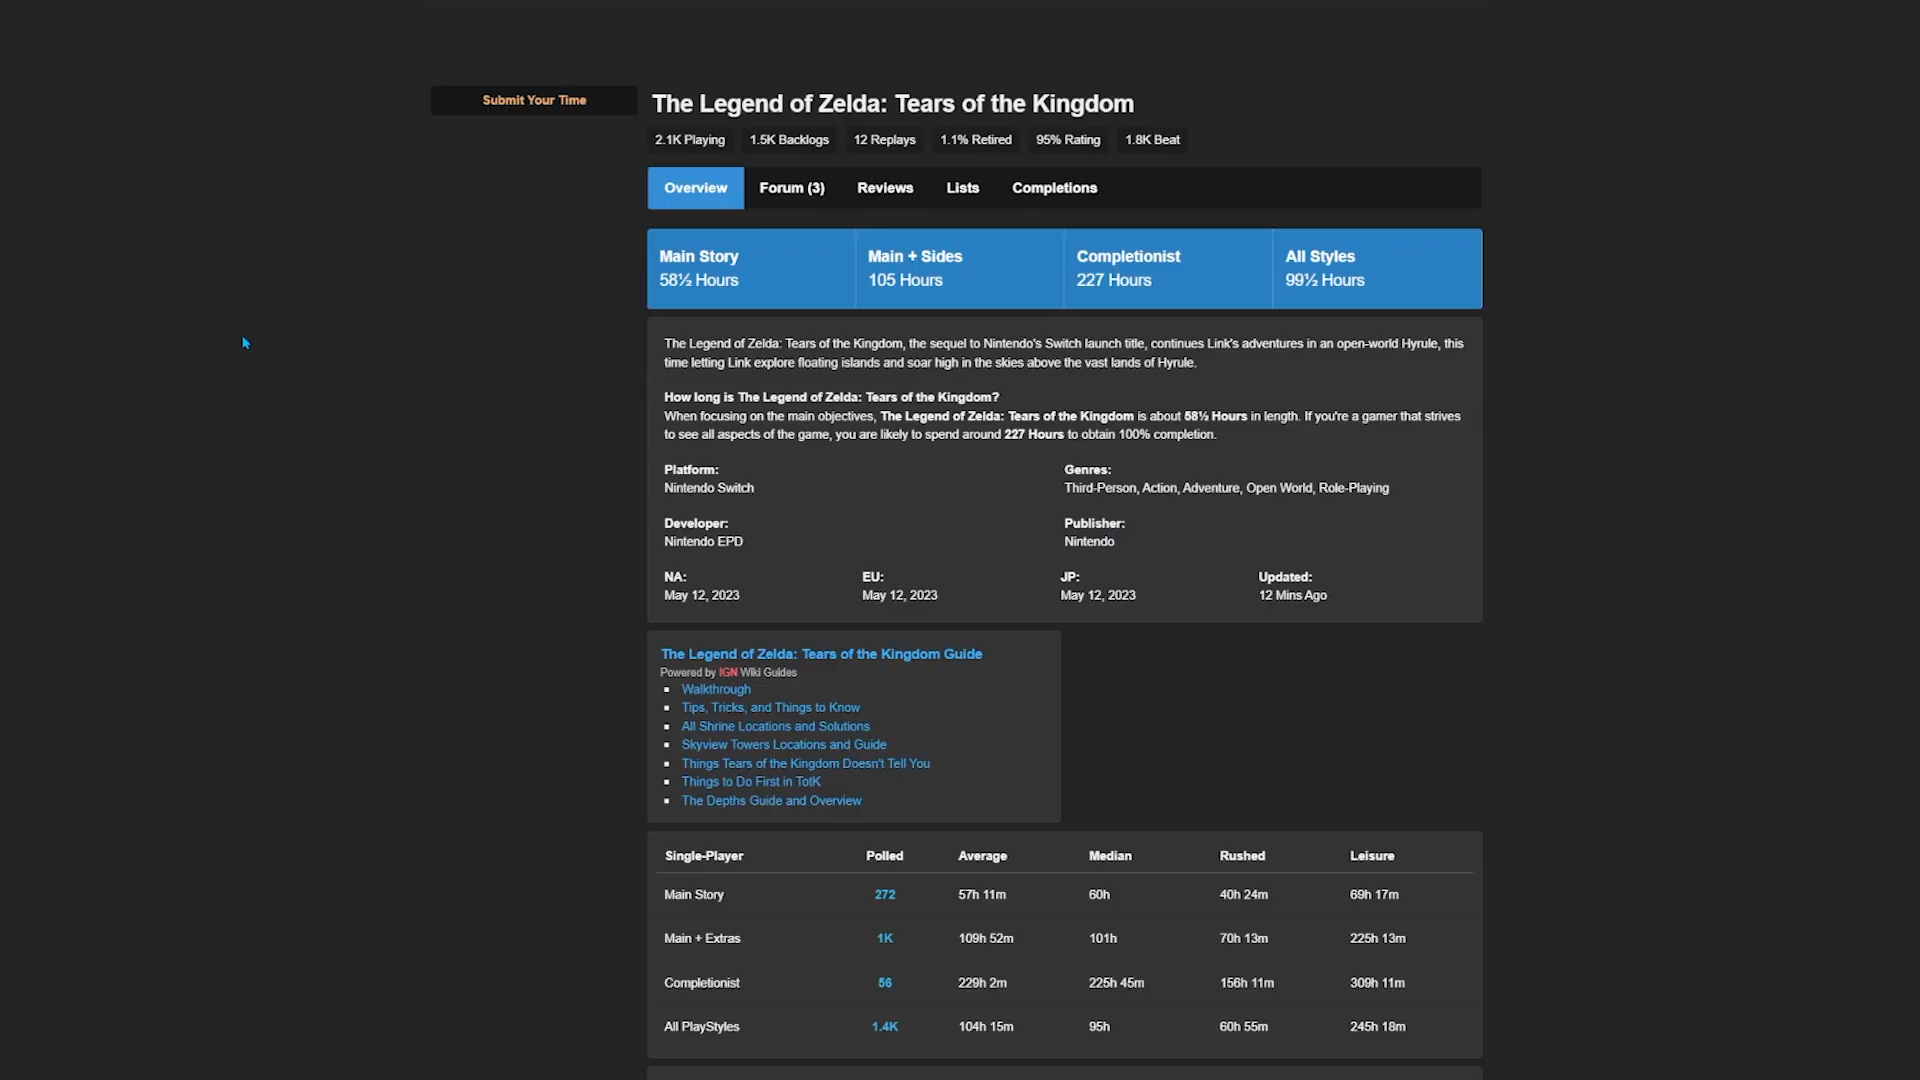 Submit Your Time
The Legend of Zelda: Tears of the Kingdom
2.1K Playing 1.5K Backlogs 12 Replays 1.1% Retired 95% Rating 1.8K Beat
Overview Forum (3) Reviews Lists Completions
Main Story Main + Sides Completionist All Styles
58½ Hours 105 Hours 227 Hours 99½ Hours
The Legend of Zelda: Tears of the Kingdom, the sequel to Nintendo's Switch launch title, continues Link's adventures in an open-world Hyrule, this
time letting Link explore floating islands and soar high in the skies above the vast lands of Hyrule.
How long is The Legend of Zelda: Tears of the Kingdom?
When focusing on the main objectives, The Legend of Zelda: Tears of the Kingdom is about 58½ Hours in length. If you're a gamer that strives
to see all aspects of the game, you are likely to spend around 227 Hours to obtain 100% completion.
Platform: Genres:
Nintendo Switch Third-Person, Action, Adventure, Open World, Role-Playing
Developer: Publisher:
Nintendo EPD Nintendo
NA: EU: JP: Updated:
May 12, 2023 May 12, 2023 May 12, 2023 12 Mins Ago
The Legend of Zelda: Tears of the Kingdom Guide
Powered by IGN Wiki Guides
Walkthrough
Tips, Tricks, and Things to Know
All Shrine Locations and Solutions
Skyview Towers Locations and Guide
Things Tears of the Kingdom Doesn't Tell You
Things to Do First in TotK
The Depths Guide and Overview
Single-Player Polled Average Median Rushed Leisure
Main Story 272 57h 11m 60h 40h 24m 69h 17m
Main + Extras 1K 109h 52m 101h 70h 13m 225h 13m
Completionist 56 229h 2m 225h 45m 156h 11m 309h 11m
All PlayStyles 1.4K 104h 15m 95h 60h 55m 245h 18m